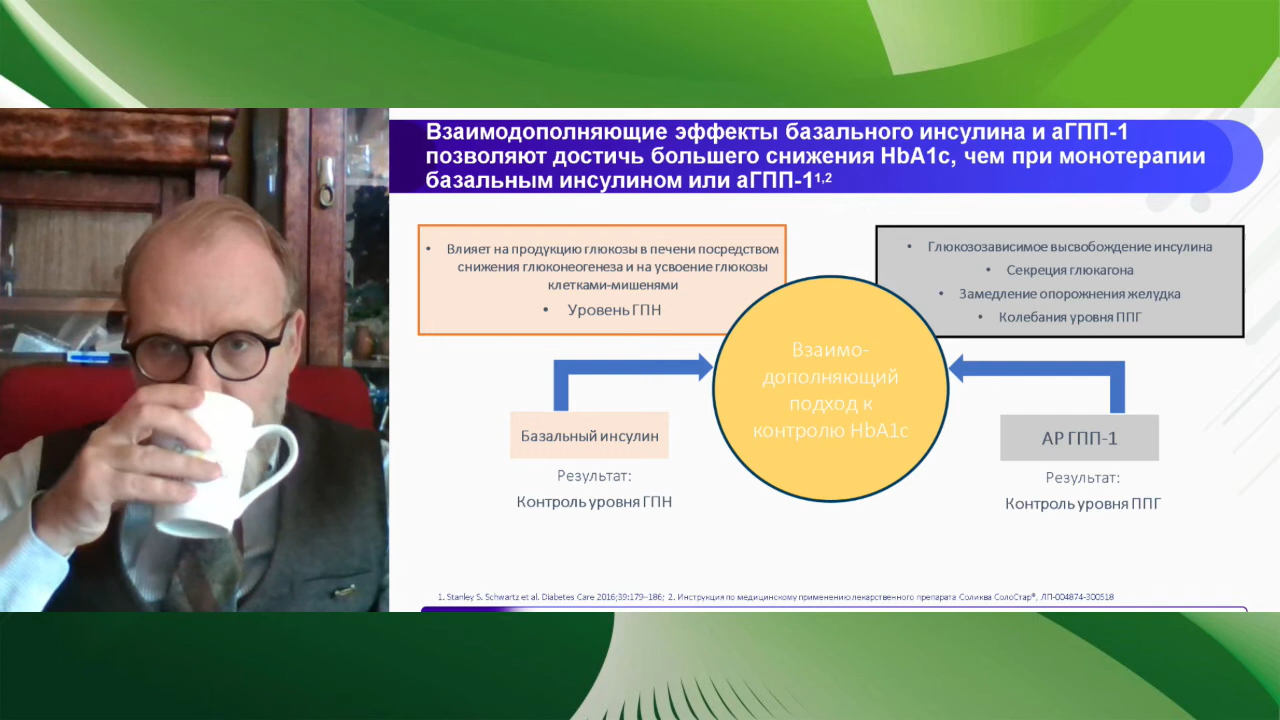 Взаимодополняющие эффекты базального инсулина и аГПП-1
позволяют достичь большего снижения HbA1c, чем при монотерапии
базальным инсулином или аГПП-1¹,²
• Влияет на продукцию глюкозы в печени посредством
снижения глюконеогенеза и на усвоение глюкозы
клетками-мишенями
• Уровень ГПН
• Глюкозозависимое высвобождение инсулина
• Секреция глюкагона
• Замедление опорожнения желудка
• Колебания уровня ППГ
Взаимо-
дополняющий
подход к
контролю HbA1c
Базальный инсулин
Результат:
Контроль уровня ГПН
АР ГПП-1
Результат:
Контроль уровня ППГ
1. Stanley S. Schwartz et al. Diabetes Care 2016;39:179–186; 2. Инструкция по медицинскому применению лекарственного препарата Соликва СолоСтар®, ЛП-004874-300518